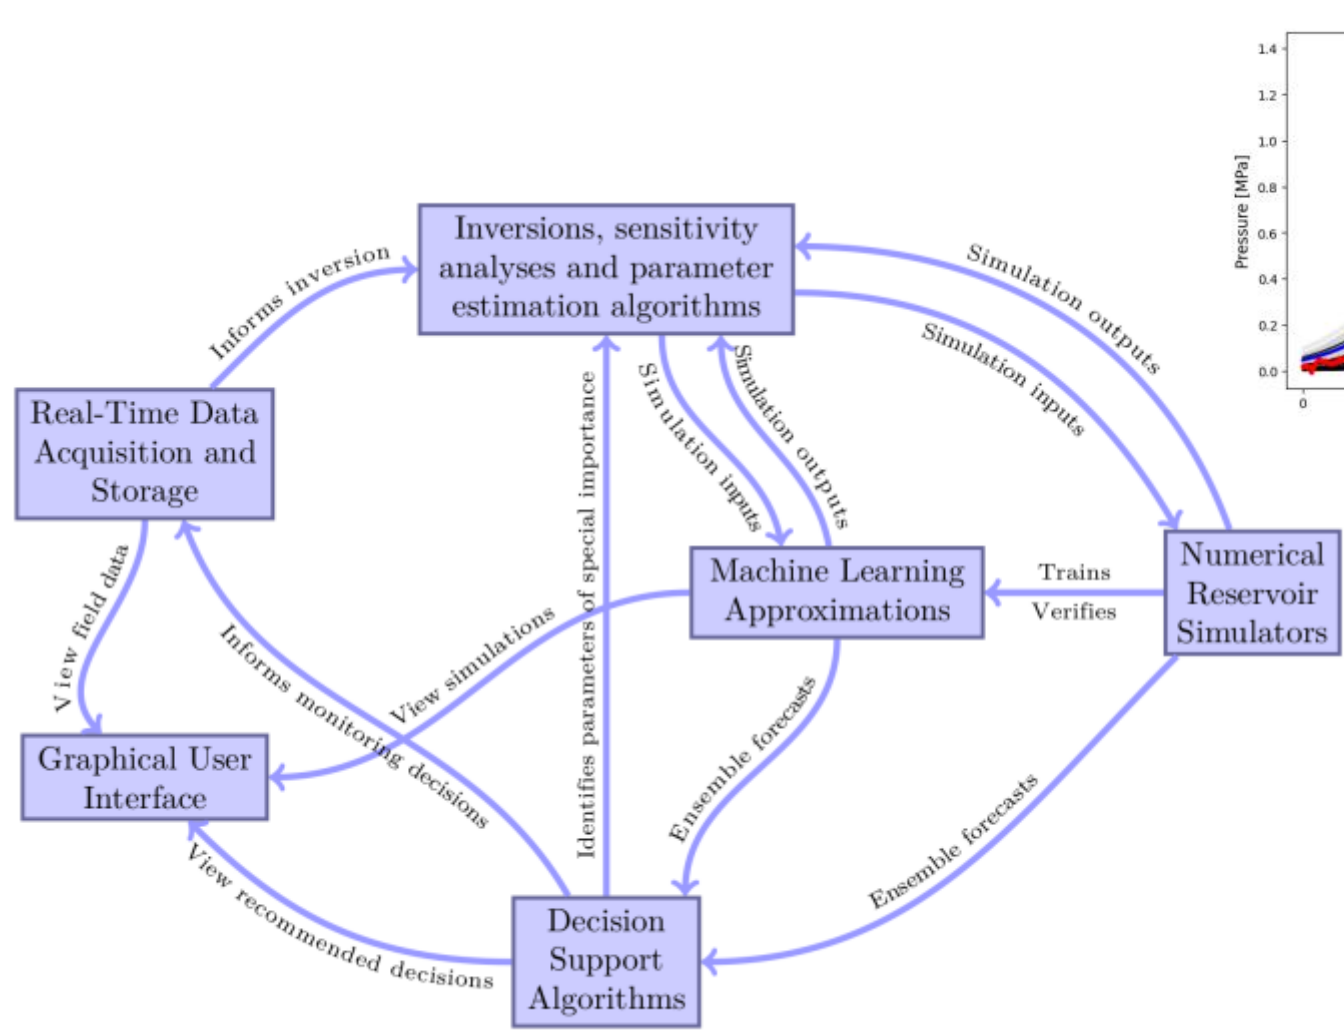 1.4
1.2
1.0
0.8
0.6
0.4
0.2
0.0
Pressure [MPa]
0
Inversions, sensitivity
analyses and parameter
estimation algorithms
Informs inversion
Simulation outputs
Simulation inputs
Simulation inputs
Simulation outputs
Real-Time Data
Acquisition and
Storage
Identifies parameters of special importance
Machine Learning
Approximations
Trains
Verifies
Numerical
Reservoir
Simulators
View field data
Informs monitoring decisions
View simulations
Ensemble forecasts
Ensemble forecasts
Graphical User
Interface
View recommended decisions
Decision
Support
Algorithms